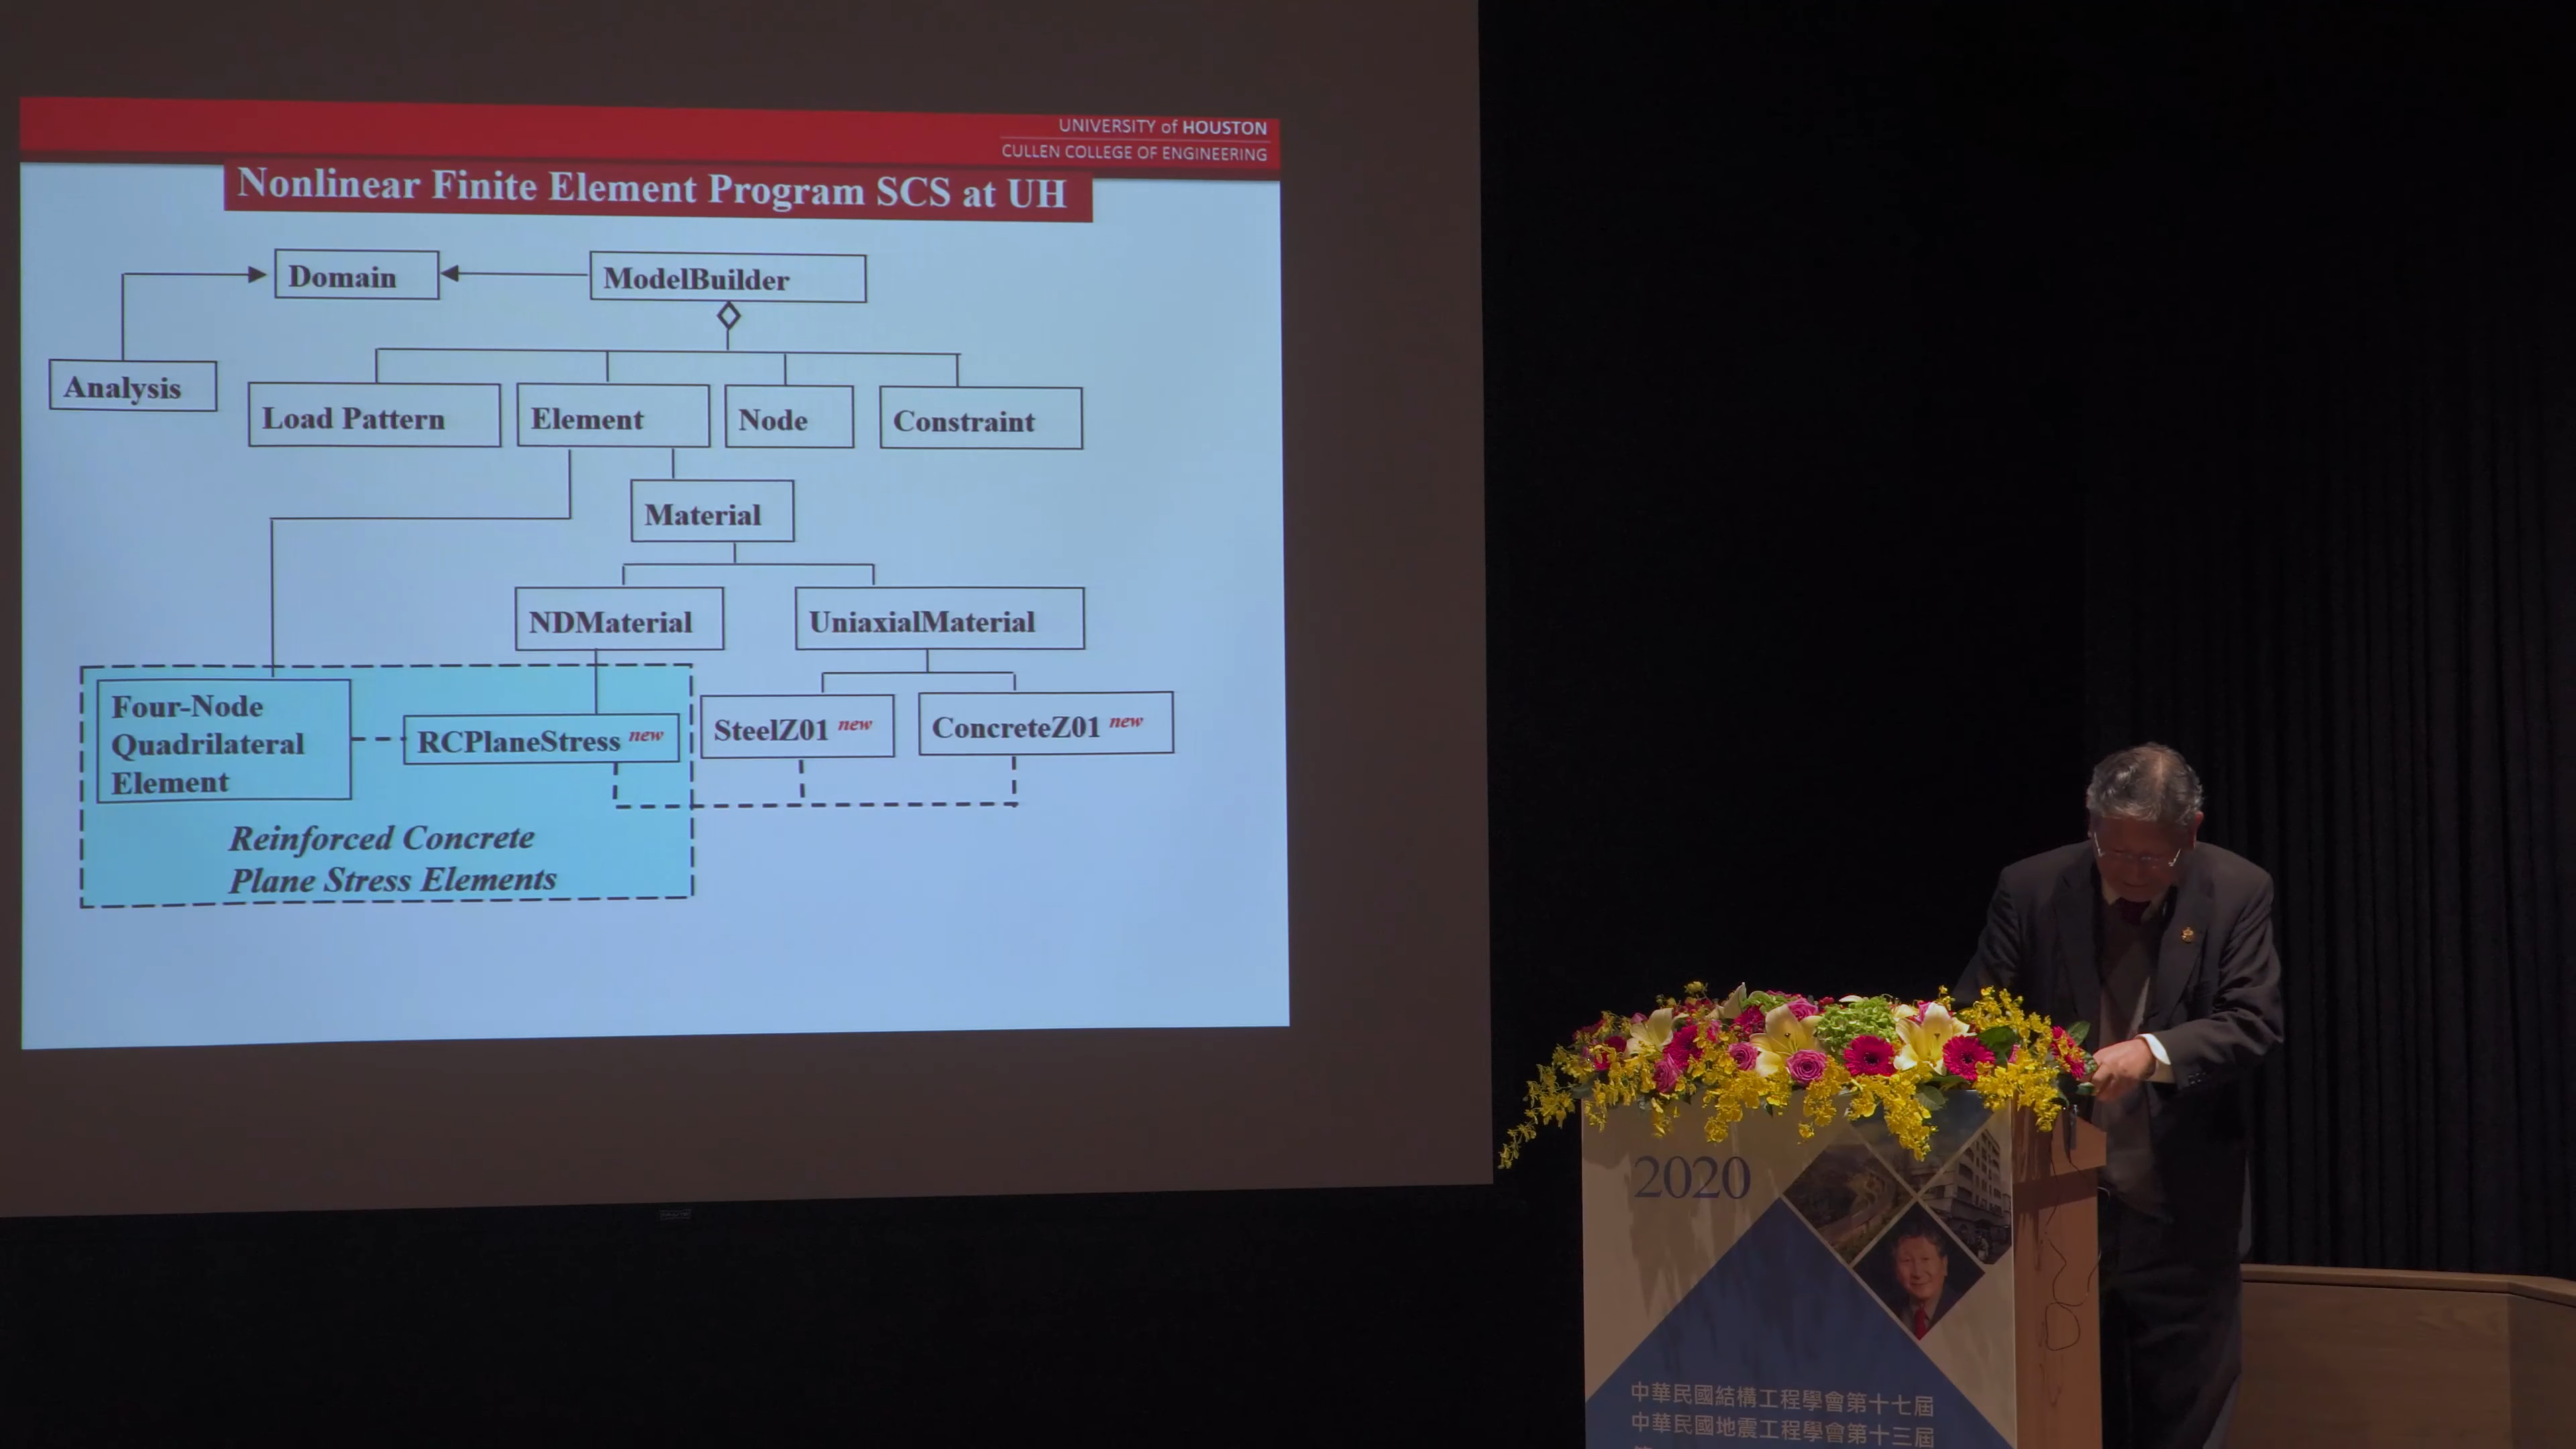 UNIVERSITY of HOUSTON
CULLEN COLLEGE OF ENGINEERING
Nonlinear Finite Element Program SCS at UH
Domain
ModelBuilder
Analysis
Load Pattern
Element
Node
Constraint
Material
NDMaterial
UniaxialMaterial
Four-Node
Quadrilateral
Element
RCPlaneStress new
SteelZ01 new
ConcreteZ01 new
Reinforced Concrete
Plane Stress Elements
2020
中華民國結構工程學會第十七屆
中華民國地震工程學會第十三屆